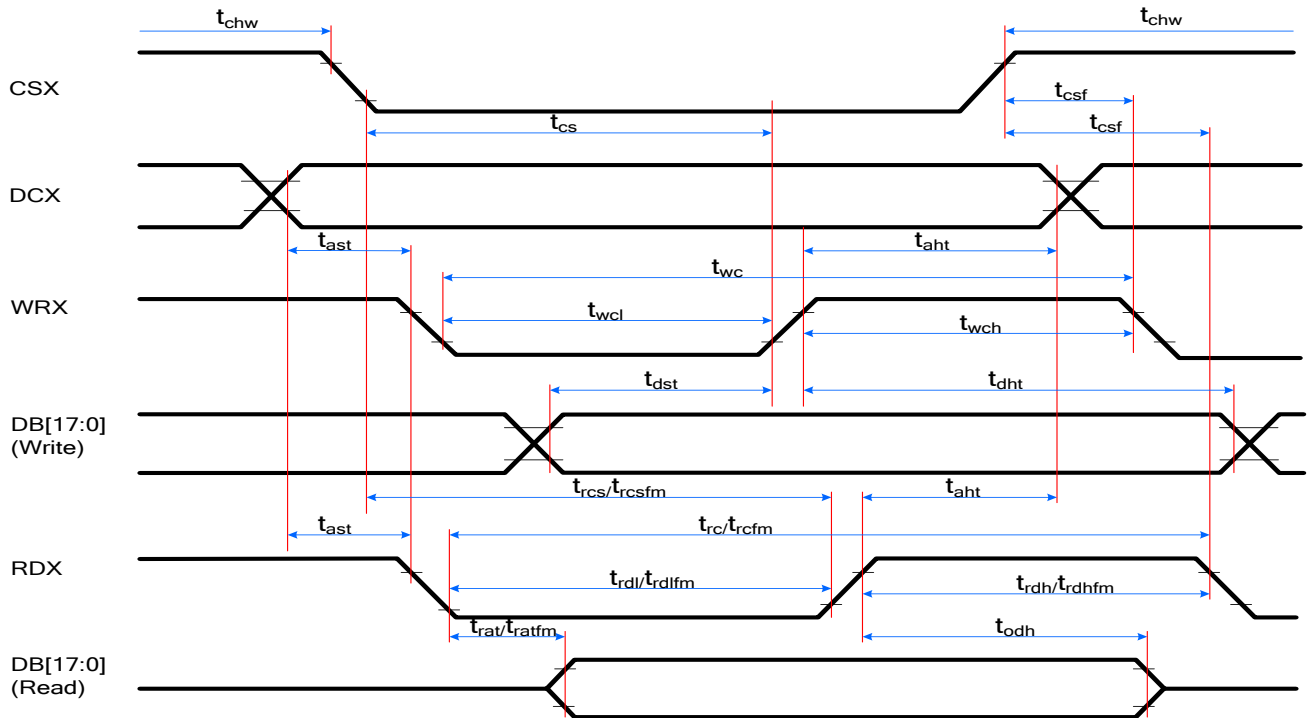 tchw
tchw
CSX
tcsf
tcs
tcsf
DCX
tast
taht
twc
WRX
twcl
twch
tdst
tdht
DB[17:0]
(Write)
trcs/trcsfm
taht
tast
trc/trcfm
RDX
trdl/trdlfm
trdh/trdhfm
trat/tratfm
todh
DB[17:0]
(Read)